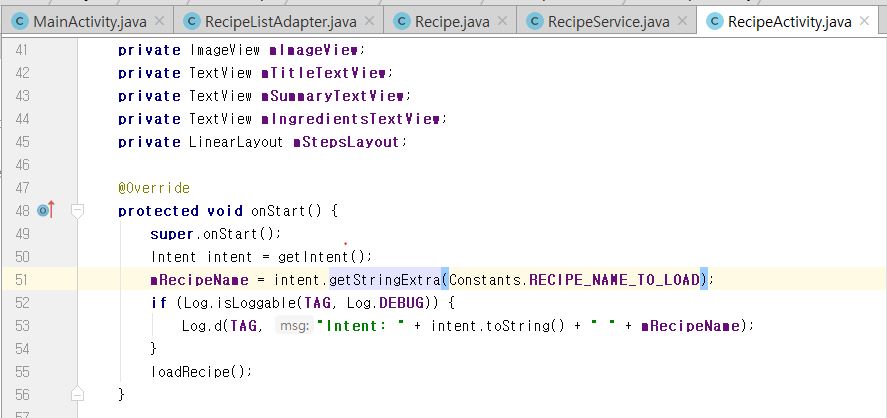 MainActivity.java × RecipeListAdapter.java × Recipe.java × RecipeService.java × RecipeActivity.java ×
41 private ImageView mImageView;
42 private TextView mTitleTextView;
43 private TextView mSummaryTextView;
44 private TextView mIngredientsTextView;
45 private LinearLayout mStepsLayout;
46
47 @Override
48 protected void onStart() {
49 super.onStart();
50 Intent intent = getIntent();
51 mRecipeName = intent.getStringExtra(Constants.RECIPE_NAME_TO_LOAD);
52 if (Log.isLoggable(TAG, Log.DEBUG)) {
53 Log.d(TAG, msg: "Intent: " + intent.toString() + " " + mRecipeName);
54 }
55 loadRecipe();
56 }
57